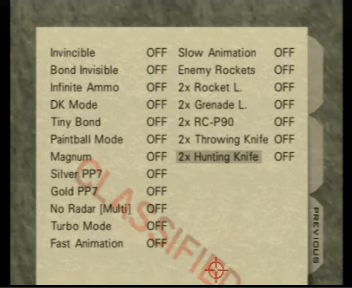 Invincible OFF Slow Animation OFF
Bond Invisible OFF Enemy Rockets OFF
Infinite Ammo OFF 2x Rocket L. OFF
DK Mode OFF 2x Grenade L. OFF
Tiny Bond OFF 2x RC-P90 OFF
Paintball Mode OFF 2x Throwing Knife OFF
Magnum OFF 2x Hunting Knife OFF
Silver PP7 OFF
Gold PP7 OFF
No Radar [Multi] OFF
Turbo Mode OFF
Fast Animation OFF
CLASSIFIED
PREVIOUS